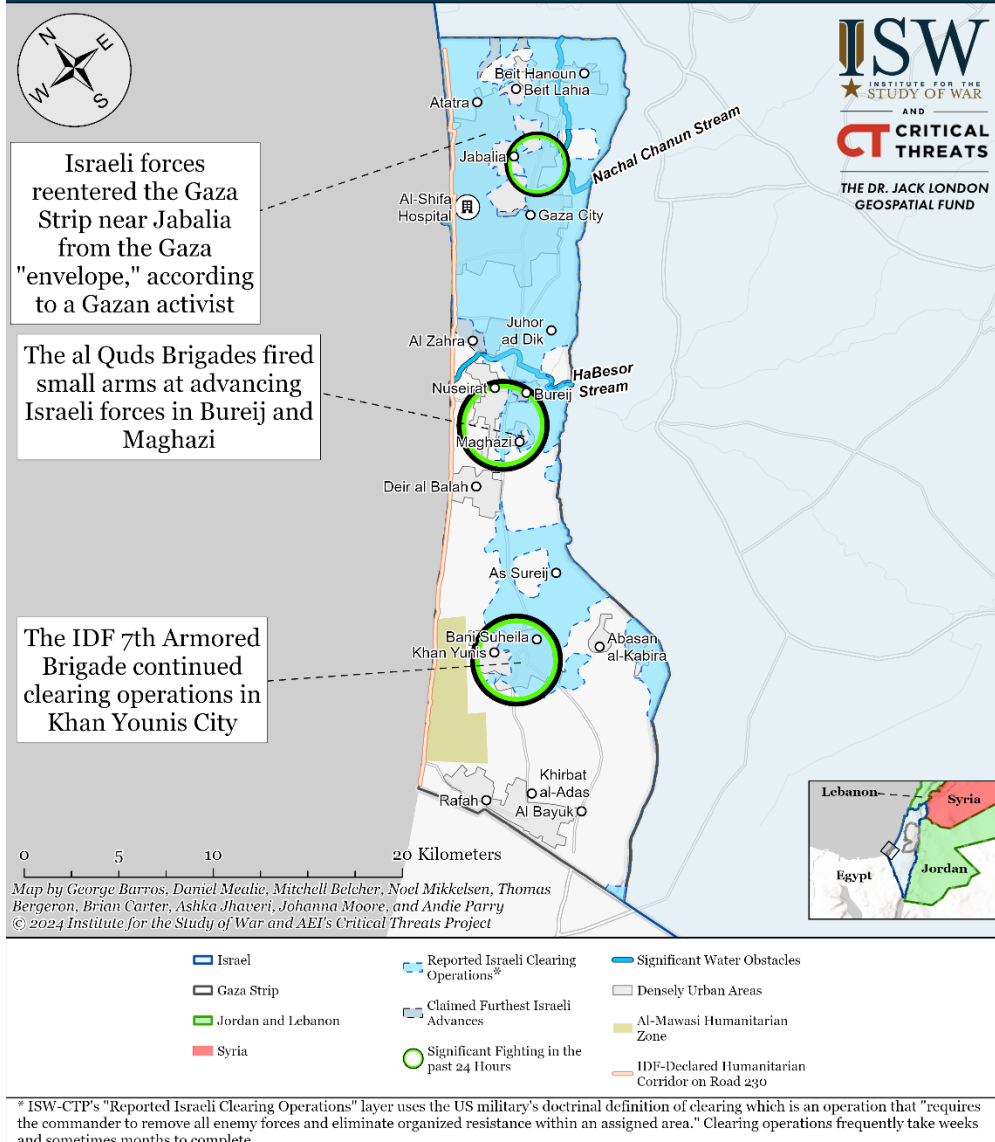 N
E
W
S
ISW
INSTITUTE FOR THE
STUDY OF WAR
AND
CT CRITICAL
THREATS
THE DR. JACK LONDON
GEOSPATIAL FUND
Israeli forces
reentered the Gaza
Strip near Jabalia
from the Gaza
"envelope," according
to a Gazan activist
The al Quds Brigades fired
small arms at advancing
Israeli forces in Bureij and
Maghazi
The IDF 7th Armored
Brigade continued
clearing operations in
Khan Younis City
Beit Hanoun
Beit Lahia
Atatra
Jabalia
Nachal Chanun Stream
Al-Shifa
Hospital
Gaza City
Juhor
ad Dik
Al Zahra
HaBesor
Stream
Nuseirat
Bureij
Maghazi
Deir al Balah
As Sureij
Bani Suheila
Khan Yunis
Abasan
al-Kabira
Khirbat
al-Adas
Rafah
Al Bayuk
Lebanon
Syria
Egypt
Jordan
0 5 10 20 Kilometers
Map by George Barros, Daniel Mealie, Mitchell Belcher, Noel Mikkelsen, Thomas
Bergeron, Brian Carter, Ashka Jhaveri, Johanna Moore, and Andie Parry
© 2024 Institute for the Study of War and AEI's Critical Threats Project
Israel
Gaza Strip
Jordan and Lebanon
Syria
Reported Israeli Clearing
Operations*
Claimed Furthest Israeli
Advances
Significant Fighting in the
past 24 Hours
Significant Water Obstacles
Densely Urban Areas
Al-Mawasi Humanitarian
Zone
IDF-Declared Humanitarian
Corridor on Road 230
* ISW-CTP's "Reported Israeli Clearing Operations" layer uses the US military's doctrinal definition of clearing which is an operation that "requires
the commander to remove all enemy forces and eliminate organized resistance within an assigned area." Clearing operations frequently take weeks
and sometimes months to complete